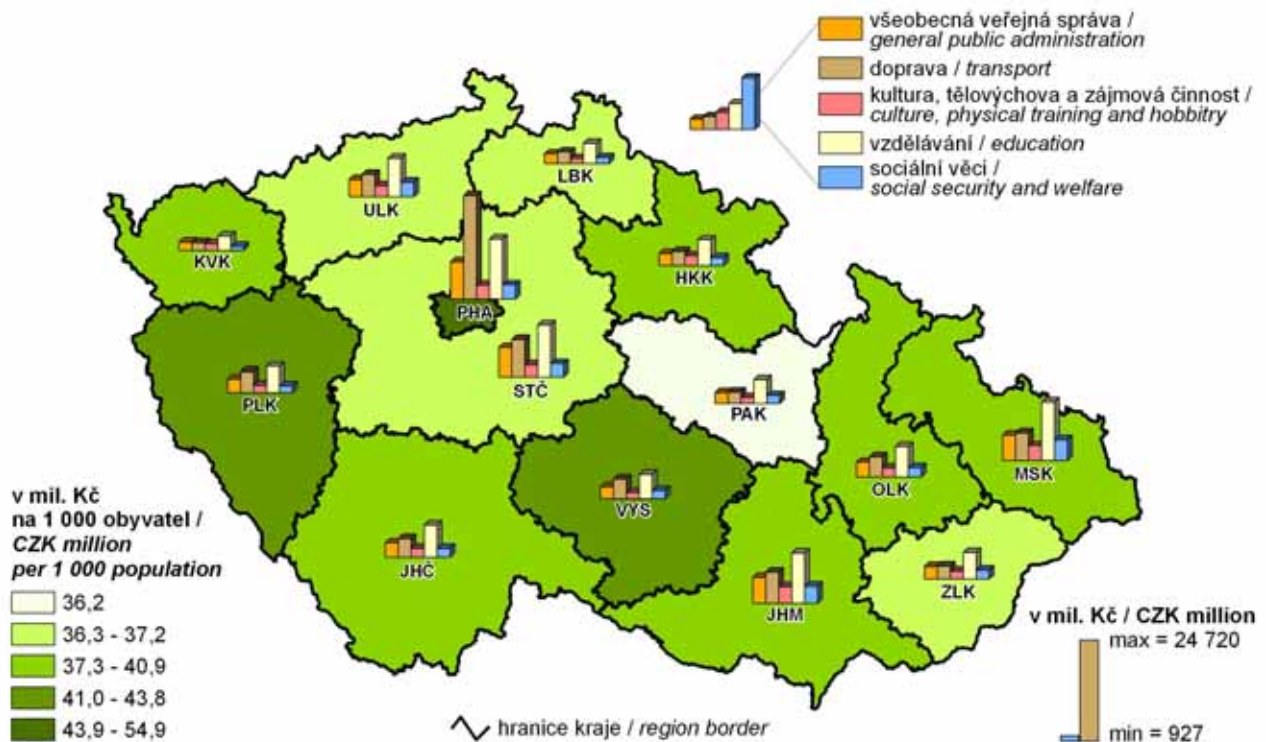 všeobecná veřejná správa /
general public administration
doprava / transport
kultura, tělovýchova a zájmová činnost /
culture, physical training and hobbitry
vzdělávání / education
sociální věci /
social security and welfare
LBK
ULK
KVK
HKK
PHA
STČ
PLK
PAK
MSK
OLK
VYS
JHČ
ZLK
JHM
v mil. Kč
na 1 000 obyvatel /
CZK million
per 1 000 population
36,2
36,3 - 37,2
37,3 - 40,9
41,0 - 43,8
43,9 - 54,9
hranice kraje / region border
v mil. Kč / CZK million
max = 24 720
min = 927